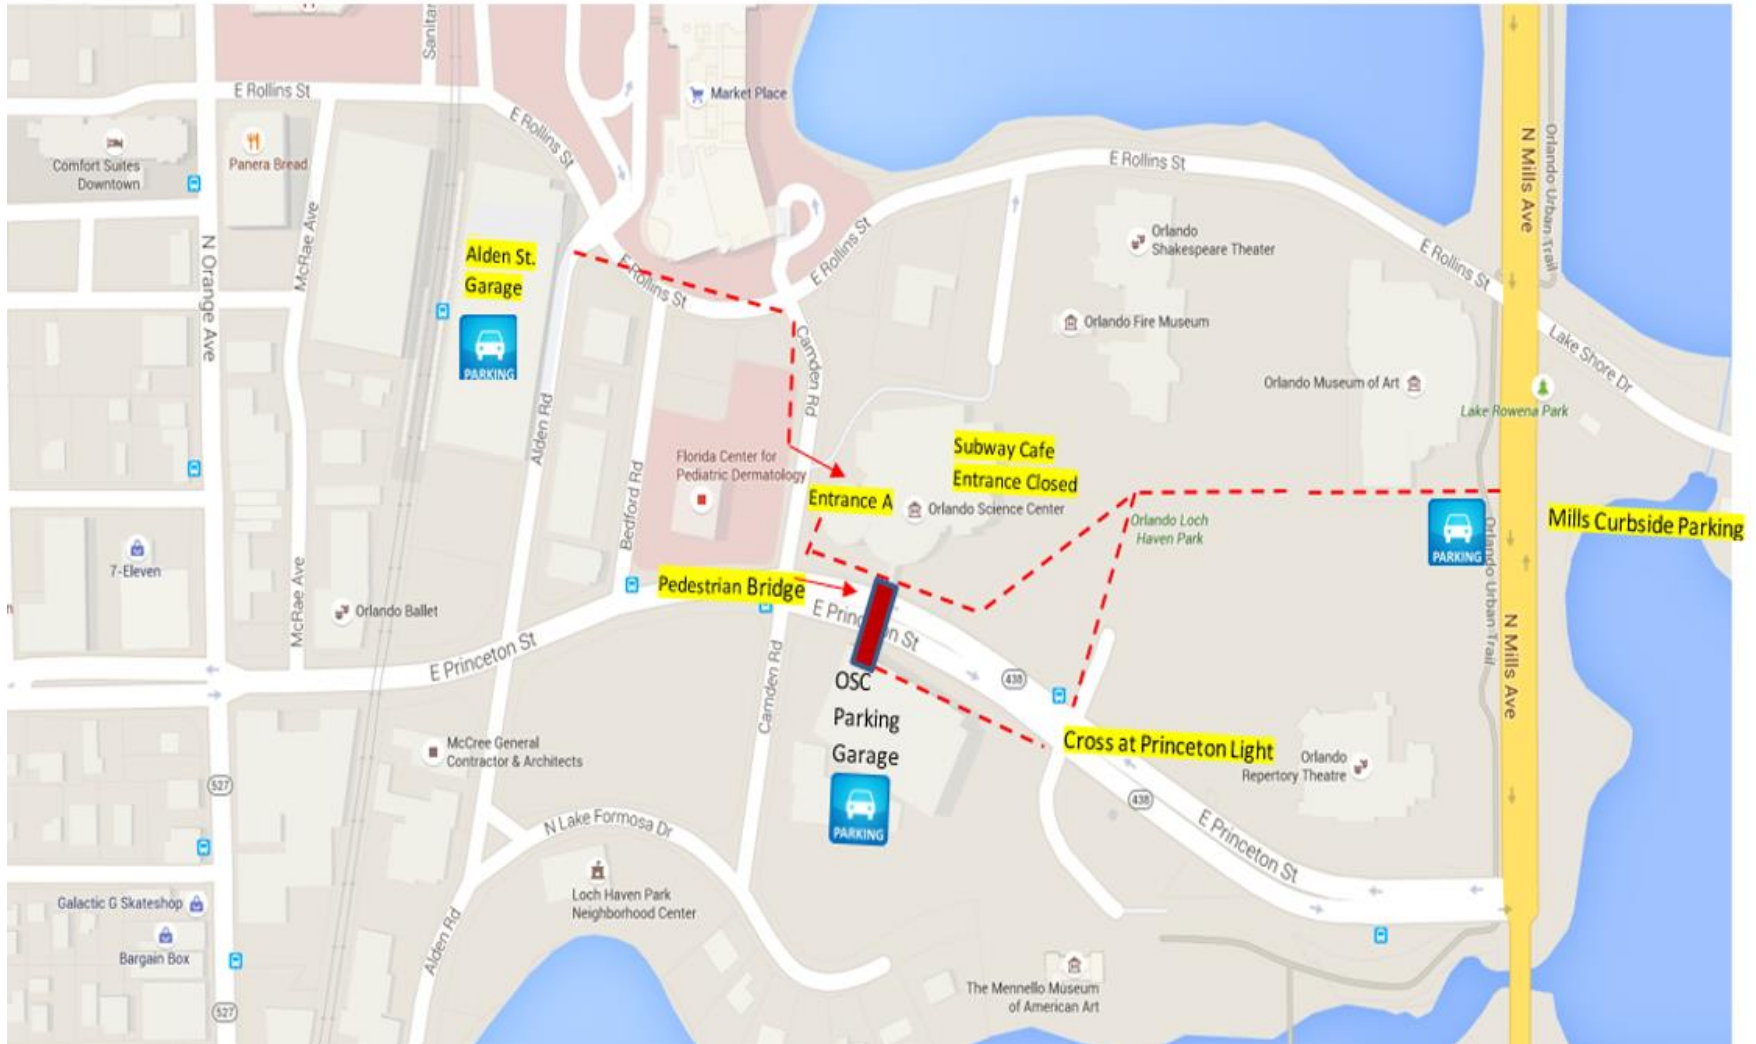 Sanitar
E Rollins St
Market Place
E Rollins St
E Rollins St
Comfort Suites
Downtown
Panera Bread
N Mills Ave
Orlando Urban Trail
McRae Ave
N Orange Ave
Alden St.
Garage
PARKING
E Rollins St
E Rollins St
Orlando
Shakespeare Theater
E Rollins St
Orlando Fire Museum
Lake Shore Dr
Orlando Museum of Art
Lake Rowena Park
Camden Rd
Alden Rd
Bedford Rd
Florida Center for
Pediatric Dermatology
Subway Cafe
Entrance Closed
Entrance A
Orlando Science Center
Orlando Loch
Haven Park
PARKING
Mills Curbside Parking
Orlando Urban Trail
7-Eleven
McRae Ave
Orlando Ballet
Pedestrian Bridge
E Princeton St
E Princeton St
N Mills Ave
438
Camden Rd
OSC
Parking
Garage
PARKING
Cross at Princeton Light
Orlando
Repertory Theatre
McCree General
Contractor & Architects
527
438
E Princeton St
N Lake Formosa Dr
Loch Haven Park
Neighborhood Center
Galactic G Skateshop
Bargain Box
Alden Rd
527
The Mennello Museum
of American Art